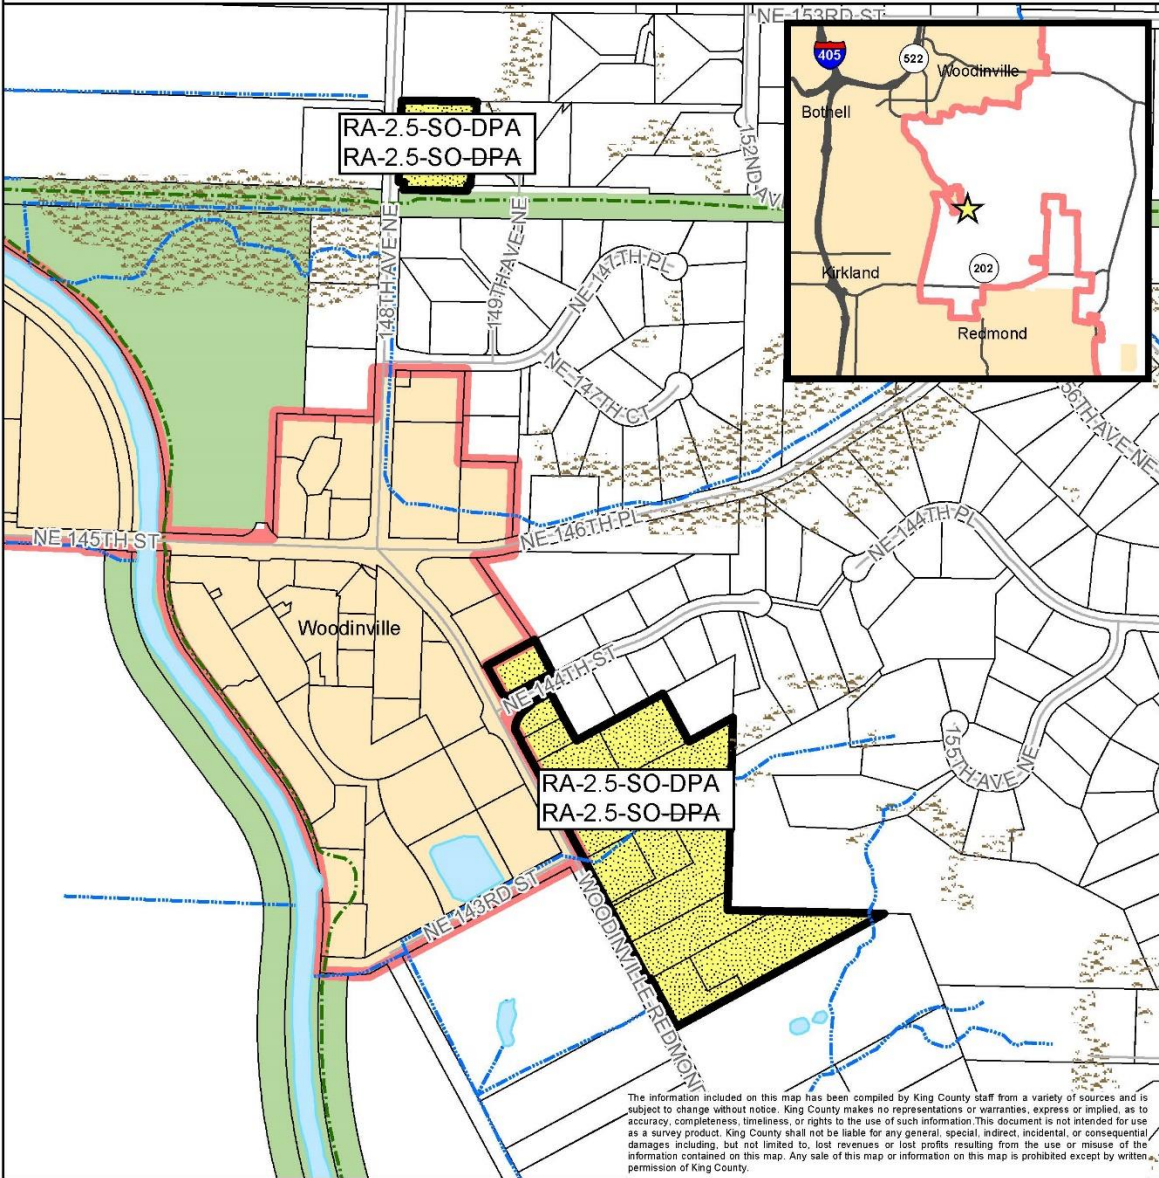 NE 153RD ST
405
522
Woodinville
Bothell
Kirkland
202
Redmond
RA-2.5-SO-DPA
RA-2.5-SO-DPA
152ND AV
148TH AVE NE
149TH AVE NE
NE 147TH PL
NE 147TH CT
156TH AVE NE
NE 145TH ST
NE 146TH PL
NE 144TH PL
Woodinville
NE 144TH ST
155TH AVE NE
RA-2.5-SO-DPA
RA-2.5-SO-DPA
NE 143RD ST
WOODINVILLE-REDMOND
The information included on this map has been compiled by King County staff from a variety of sources and is
subject to change without notice. King County makes no representations or warranties, express or implied, as to
accuracy, completeness, timeliness, or rights to the use of such information.This document is not intended for use
as a survey product. King County shall not be liable for any general, special, indirect, incidental, or consequential
damages including, but not limited to, lost revenues or lost profits resulting from the use or misuse of the
information contained on this map. Any sale of this map or information on this map is prohibited except by written
permission of King County.